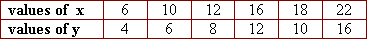 values of x 6 10 12 16 18 22
values of y 4 6 8 12 10 16